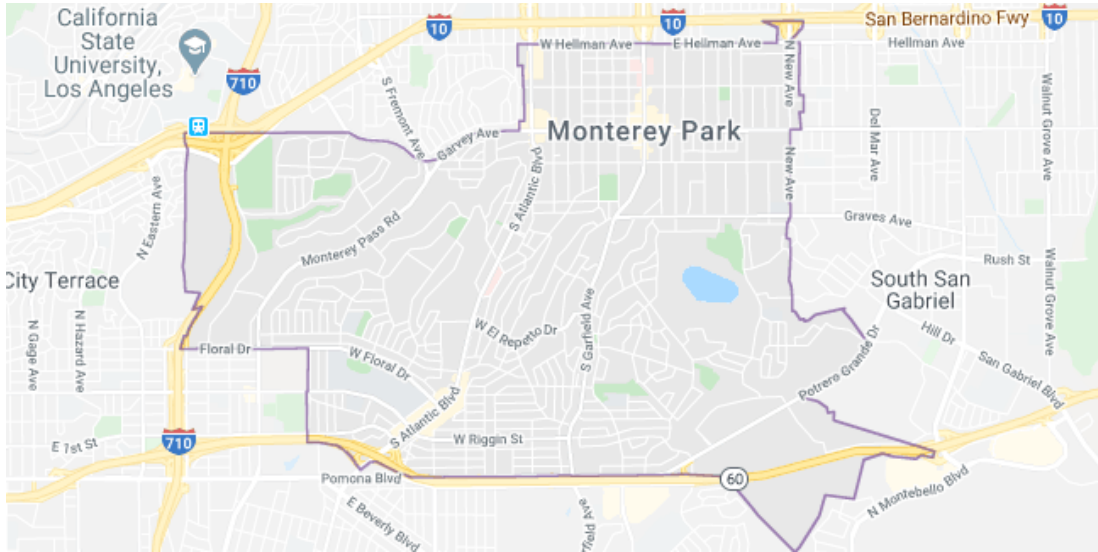 California
State
University,
Los Angeles
710
10
10
San Bernardino Fwy
10
W Hellman Ave
E Hellman Ave
Hellman Ave
N New Ave
S Fremont Ave
Garvey Ave
Monterey Park
Walnut Grove Ave
Del Mar Ave
New Ave
S Atlantic Blvd
N Eastern Ave
Monterey Pass Rd
Graves Ave
Rush St
City Terrace
South San
Gabriel
Walnut Grove Ave
N Gage Ave
N Hazard Ave
Floral Dr
W Floral Dr
W El Repetto Dr
S Garfield Ave
Hill Dr
San Gabriel Blvd
Potrero Grande Dr
S Atlantic Blvd
E 1st St
710
W Riggin St
Pomona Blvd
60
N Montebello Blvd
E Beverly Blvd
rfield Ave